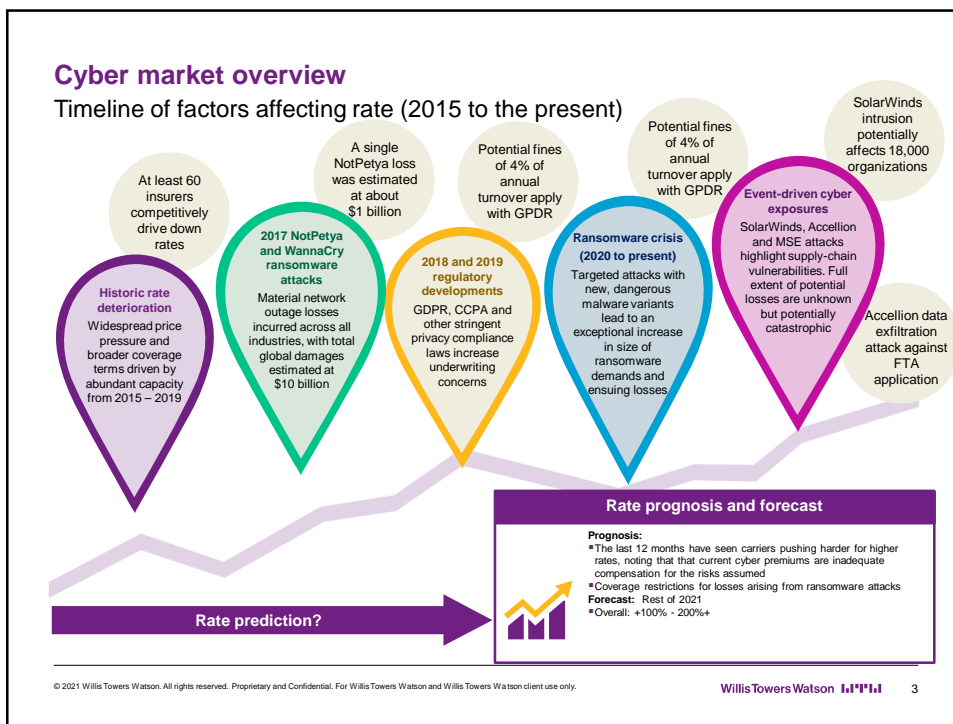 Cyber market overview
Timeline of factors affecting rate (2015 to the present)
At least 60
insurers
competitively
drive down
rates
Historic rate
deterioration
Widespread price
pressure and
broader coverage
terms driven by
abundant capacity
from 2015 – 2019
A single
NotPetya loss
was estimated
at about
$1 billion
2017 NotPetya
and WannaCry
ransomware
attacks
Material network
outage losses
incurred across all
industries, with total
global damages
estimated at
$10 billion
Potential fines
of 4% of
annual
turnover apply
with GPDR
2018 and 2019
regulatory
developments
GDPR, CCPA and
other stringent
privacy compliance
laws increase
underwriting
concerns
Potential fines
of 4% of
annual
turnover apply
with GPDR
Ransomware crisis
(2020 to present)
Targeted attacks with
new, dangerous
malware variants
lead to an
exceptional increase
in size of
ransomware
demands and
ensuing losses
SolarWinds
intrusion
potentially
affects 18,000
organizations
Event-driven cyber
exposures
SolarWinds, Accellion
and MSE attacks
highlight supply-chain
vulnerabilities. Full
extent of potential
losses are unknown
but potentially
catastrophic
Accellion data
exfiltration
attack against
FTA
application
Rate prediction?
Rate prognosis and forecast
Prognosis:
▪The last 12 months have seen carriers pushing harder for higher
rates, noting that that current cyber premiums are inadequate
compensation for the risks assumed
▪Coverage restrictions for losses arising from ransomware attacks
Forecast: Rest of 2021
▪Overall: +100% - 200%+
© 2021 Willis Towers Watson. All rights reserved. Proprietary and Confidential. For Willis Towers Watson and Willis Towers Watson client use only.
Willis Towers Watson
3